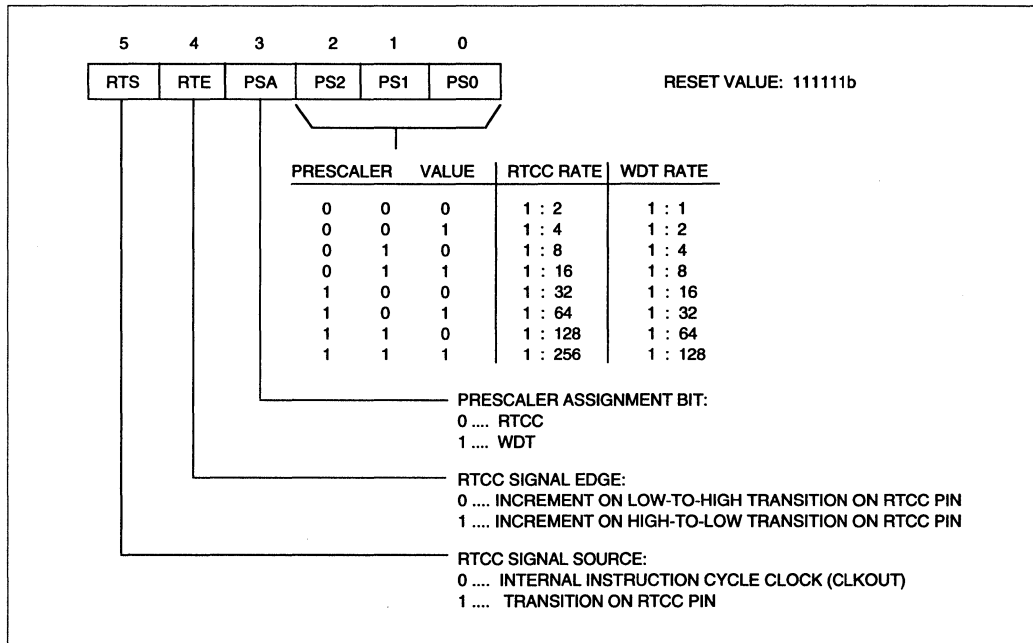 5 4 3 2 1 0
RTS RTE PSA PS2 PS1 PS0 RESET VALUE: 111111b
PRESCALER VALUE RTCC RATE WDT RATE
0 0 0 1 : 2 1 : 1
0 0 1 1 : 4 1 : 2
0 1 0 1 : 8 1 : 4
0 1 1 1 : 16 1 : 8
1 0 0 1 : 32 1 : 16
1 0 1 1 : 64 1 : 32
1 1 0 1 : 128 1 : 64
1 1 1 1 : 256 1 : 128
PRESCALER ASSIGNMENT BIT:
0 .... RTCC
1 .... WDT
RTCC SIGNAL EDGE:
0 .... INCREMENT ON LOW-TO-HIGH TRANSITION ON RTCC PIN
1 .... INCREMENT ON HIGH-TO-LOW TRANSITION ON RTCC PIN
RTCC SIGNAL SOURCE:
0 .... INTERNAL INSTRUCTION CYCLE CLOCK (CLKOUT)
1 .... TRANSITION ON RTCC PIN